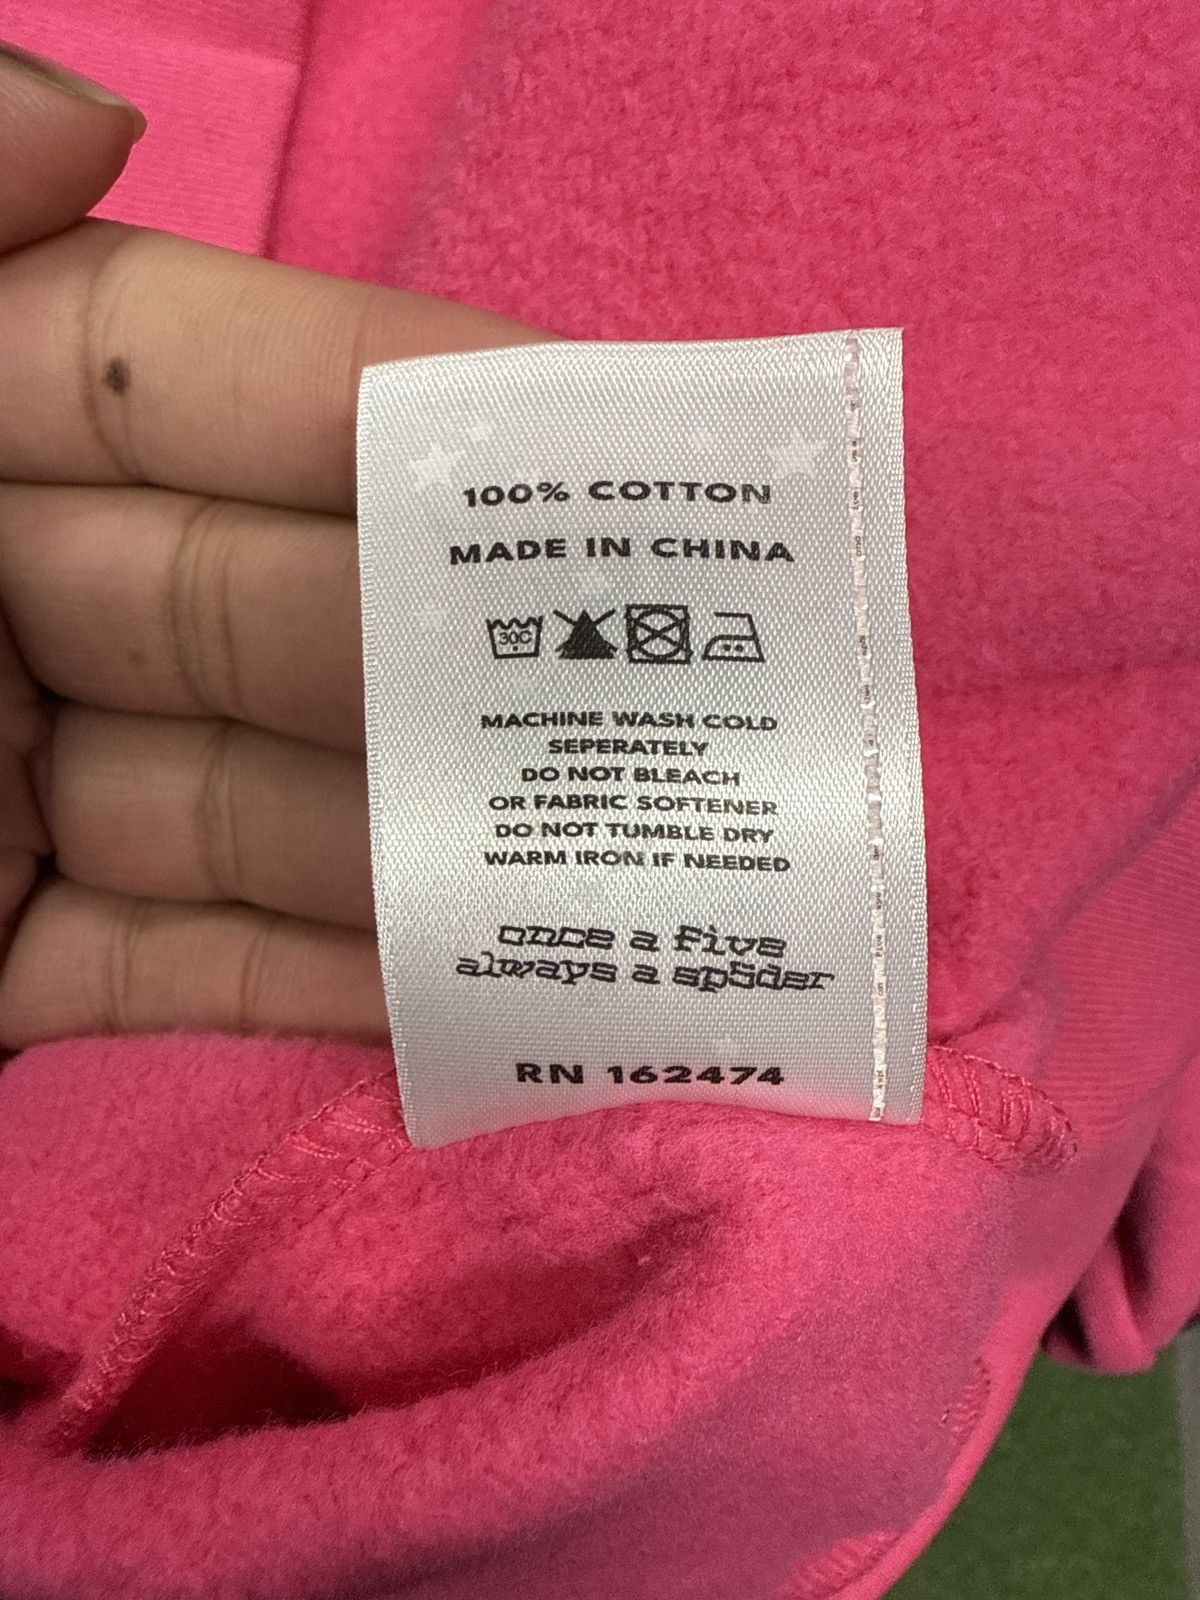 100% COTTON
MADE IN CHINA
30C
MACHINE WASH COLD
SEPERATELY
DO NOT BLEACH
OR FABRIC SOFTENER
DO NOT TUMBLE DRY
WARM IRON IF NEEDED
once a five
always a sp5der
RN 162474